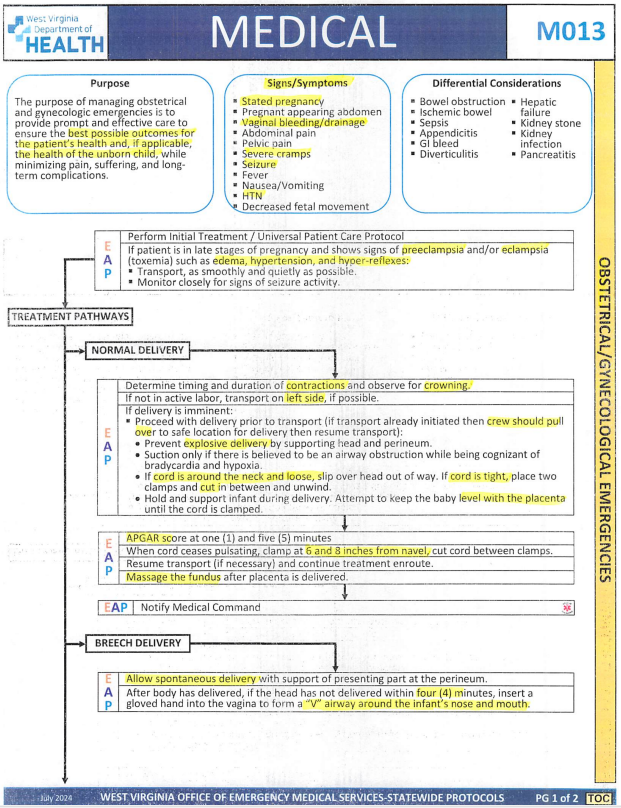 West Virginia
Department of
HEALTH
MEDICAL
M013
Purpose
The purpose of managing obstetrical
and gynecologic emergencies is to
provide prompt and effective care to
ensure the best possible outcomes for
the patient's health and, if applicable,
the health of the unborn child, while
minimizing pain, suffering, and long-
term complications.
Signs/Symptoms
▪ Stated pregnancy
▪ Pregnant appearing abdomen
▪ Vaginal bleeding/drainage
▪ Abdominal pain
▪ Pelvic pain
▪ Severe cramps
▪ Seizure
▪ Fever
▪ Nausea/Vomiting
▪ HTN
▪ Decreased fetal movement
Differential Considerations
▪ Bowel obstruction
▪ Ischemic bowel
▪ Sepsis
▪ Appendicitis
▪ GI bleed
▪ Diverticulitis
▪ Hepatic
failure
▪ Kidney stone
▪ Kidney
infection
▪ Pancreatitis
OBSTETRICAL/GYNECOLOGICAL EMERGENCIES
E
A
P
Perform Initial Treatment / Universal Patient Care Protocol
If patient is in late stages of pregnancy and shows signs of preeclampsia and/or eclampsia
(toxemia) such as edema, hypertension, and hyper-reflexes:
▪ Transport, as smoothly and quietly as possible.
▪ Monitor closely for signs of seizure activity.
TREATMENT PATHWAYS
NORMAL DELIVERY
E
A
P
Determine timing and duration of contractions and observe for crowning.
If not in active labor, transport on left side, if possible.
If delivery is imminent:
▪ Proceed with delivery prior to transport (if transport already initiated then crew should pull
over to safe location for delivery then resume transport):
• Prevent explosive delivery by supporting head and perineum.
• Suction only if there is believed to be an airway obstruction while being cognizant of
bradycardia and hypoxia.
• If cord is around the neck and loose, slip over head out of way. If cord is tight, place two
clamps and cut in between and unwind.
• Hold and support infant during delivery. Attempt to keep the baby level with the placenta
until the cord is clamped.
E
A
P
APGAR score at one (1) and five (5) minutes
When cord ceases pulsating, clamp at 6 and 8 inches from navel, cut cord between clamps.
Resume transport (if necessary) and continue treatment enroute.
Massage the fundus after placenta is delivered.
EAP Notify Medical Command
BREECH DELIVERY
E
A
P
Allow spontaneous delivery with support of presenting part at the perineum.
After body has delivered, if the head has not delivered within four (4) minutes, insert a
gloved hand into the vagina to form a "V" airway around the infant's nose and mouth.
July 2024
WEST VIRGINIA OFFICE OF EMERGENCY MEDICAL SERVICES-STATEWIDE PROTOCOLS
PG 1 of 2
TOC